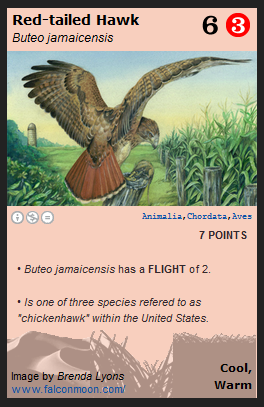 Red-tailed Hawk 6 3
Buteo jamaicensis
Animalia,Chordata,Aves
7 POINTS
• Buteo jamaicensis has a FLIGHT of 2.
• Is one of three species refered to as
"chickenhawk" within the United States.
Cool,
Warm
Image by Brenda Lyons
www.falconmoon.com/